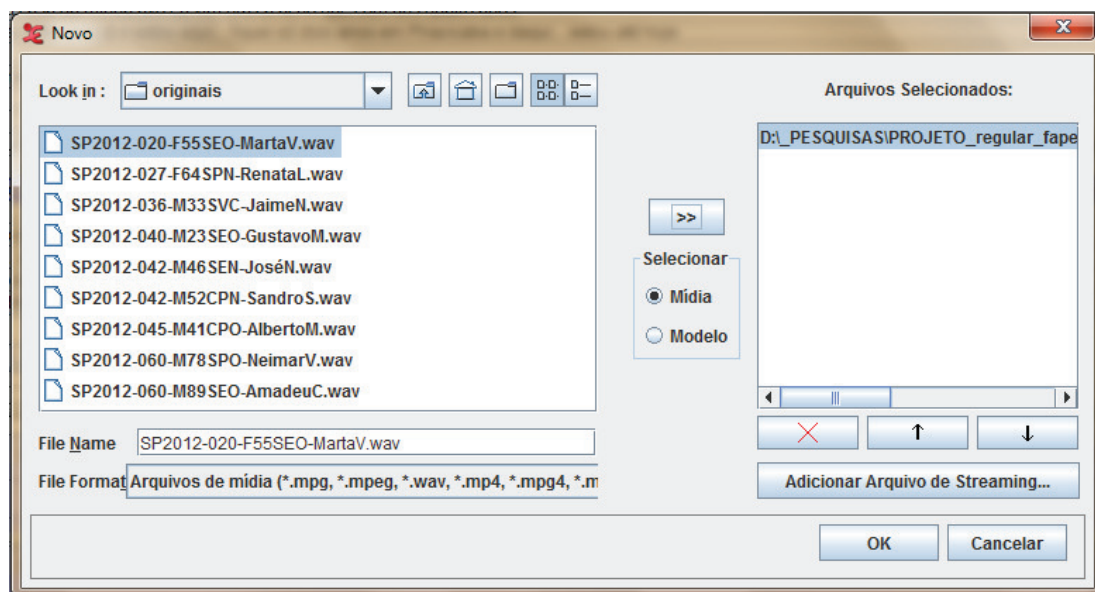 Novo
Look in : originais
Arquivos Selecionados:
SP2012-020-F55SEO-MartaV.wav
SP2012-027-F64SPN-RenataL.wav
SP2012-036-M33SVC-JaimeN.wav
SP2012-040-M23SEO-GustavoM.wav
SP2012-042-M46SEN-JoséN.wav
SP2012-042-M52CPN-SandroS.wav
SP2012-045-M41CPO-AlbertoM.wav
SP2012-060-M78SPO-NeimarV.wav
SP2012-060-M89SEO-AmadeuC.wav
>>
Selecionar
Mídia
Modelo
D:\_PESQUISAS\PROJETO_regular_fape
File Name SP2012-020-F55SEO-MartaV.wav
File Format Arquivos de mídia (*.mpg, *.mpeg, *.wav, *.mp4, *.mpg4, *.m
Adicionar Arquivo de Streaming...
OK Cancelar